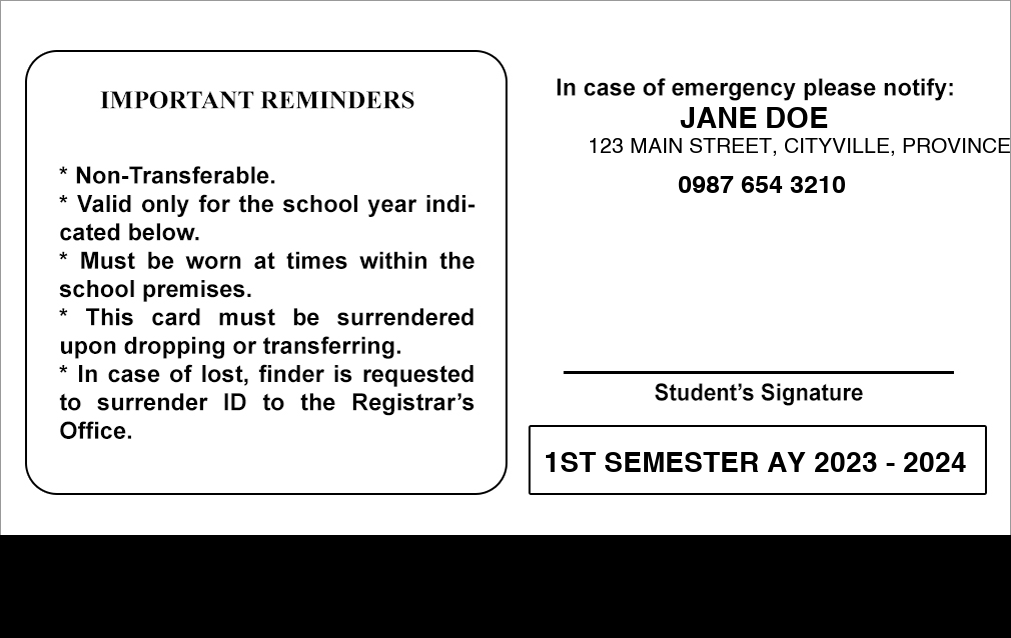 IMPORTANT REMINDERS
* Non-Transferable.
* Valid only for the school year indi-
cated below.
* Must be worn at times within the
school premises.
* This card must be surrendered
upon dropping or transferring.
* In case of lost, finder is requested
to surrender ID to the Registrar’s
Office.
In case of emergency please notify:
JANE DOE
123 MAIN STREET, CITYVILLE, PROVINCE
0987 654 3210
Student’s Signature
1ST SEMESTER AY 2023 - 2024